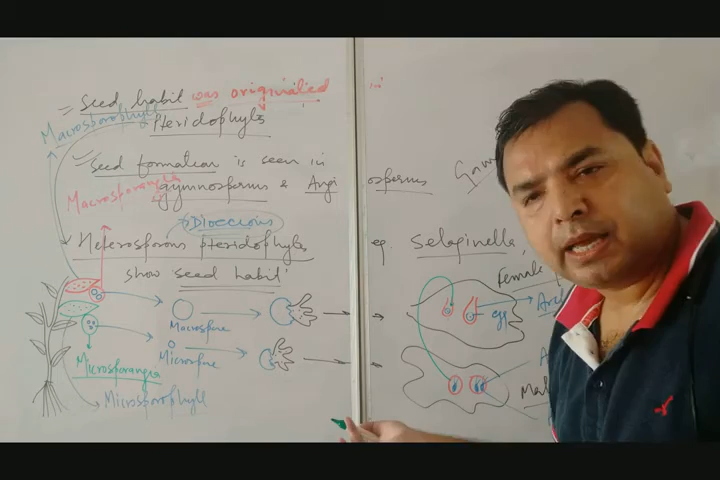 Seed habit was originated in
Macrosporophyll
Pteridophyts
Seed formation is seen in
Macrosporangia
gymnosperms & Angiosperms
Dioecious
Heterosporous pteridophyts eg. Selaginella
show seed habit
Female
Macrospore
egg
Microspore
Microsporangia
Microsporophyll